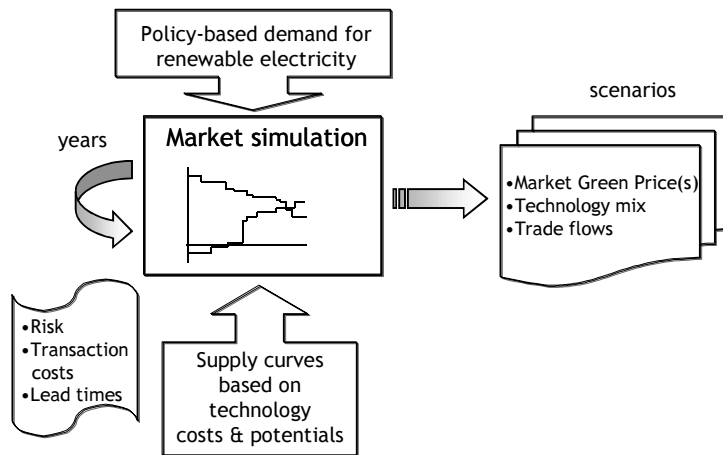 Policy-based demand for
renewable electricity
scenarios
years
Market simulation
•Market Green Price(s)
•Technology mix
•Trade flows
•Risk
•Transaction
costs
•Lead times
Supply curves
based on
technology
costs & potentials